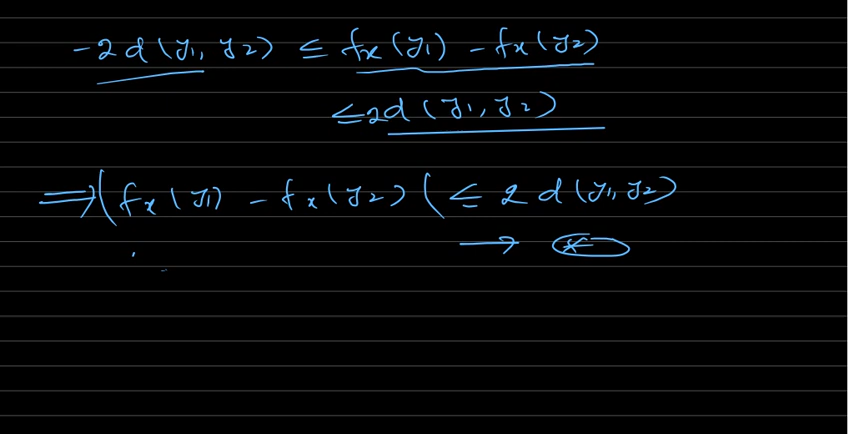 -2d(y1, y2) ≤ fx(y1) - fx(y2)
≤2d(y1, y2)
⟹ |fx(y1) - fx(y2)| ≤ 2d(y1, y2)
→ *